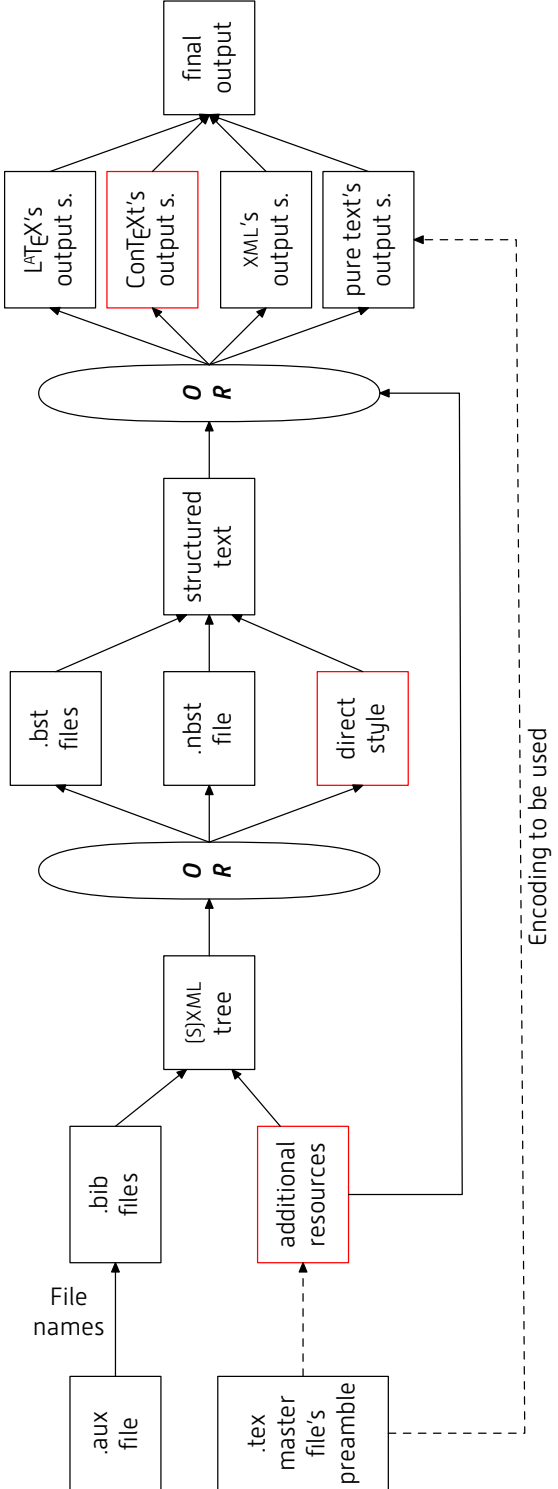 .aux
file
File
names
.bib
files
.tex
master
file's
preamble
additional
resources
(S)XML
tree
O
R
.bst
files
.nbst
file
direct
style
structured
text
O
R
LATEX's
output s.
ConTEXt's
output s.
XML's
output s.
pure text's
output s.
final
output
Encoding to be used